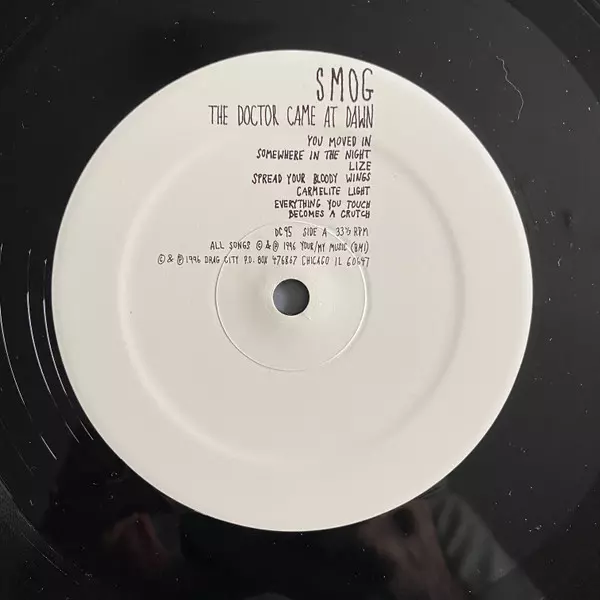 SMOG
THE DOCTOR CAME AT DAWN
YOU MOVED IN
SOMEWHERE IN THE NIGHT
LIZE
SPREAD YOUR BLOODY WINGS
CARMELITE LIGHT
EVERYTHING YOU TOUCH
BECOMES A CRUTCH
DC95 SIDE A 33⅓ RPM
ALL SONGS © & ℗ 1996 YOUR/MY MUSIC (BMI)
© & ℗ 1996 DRAG CITY P.O. BOX 476867 CHICAGO IL 60647